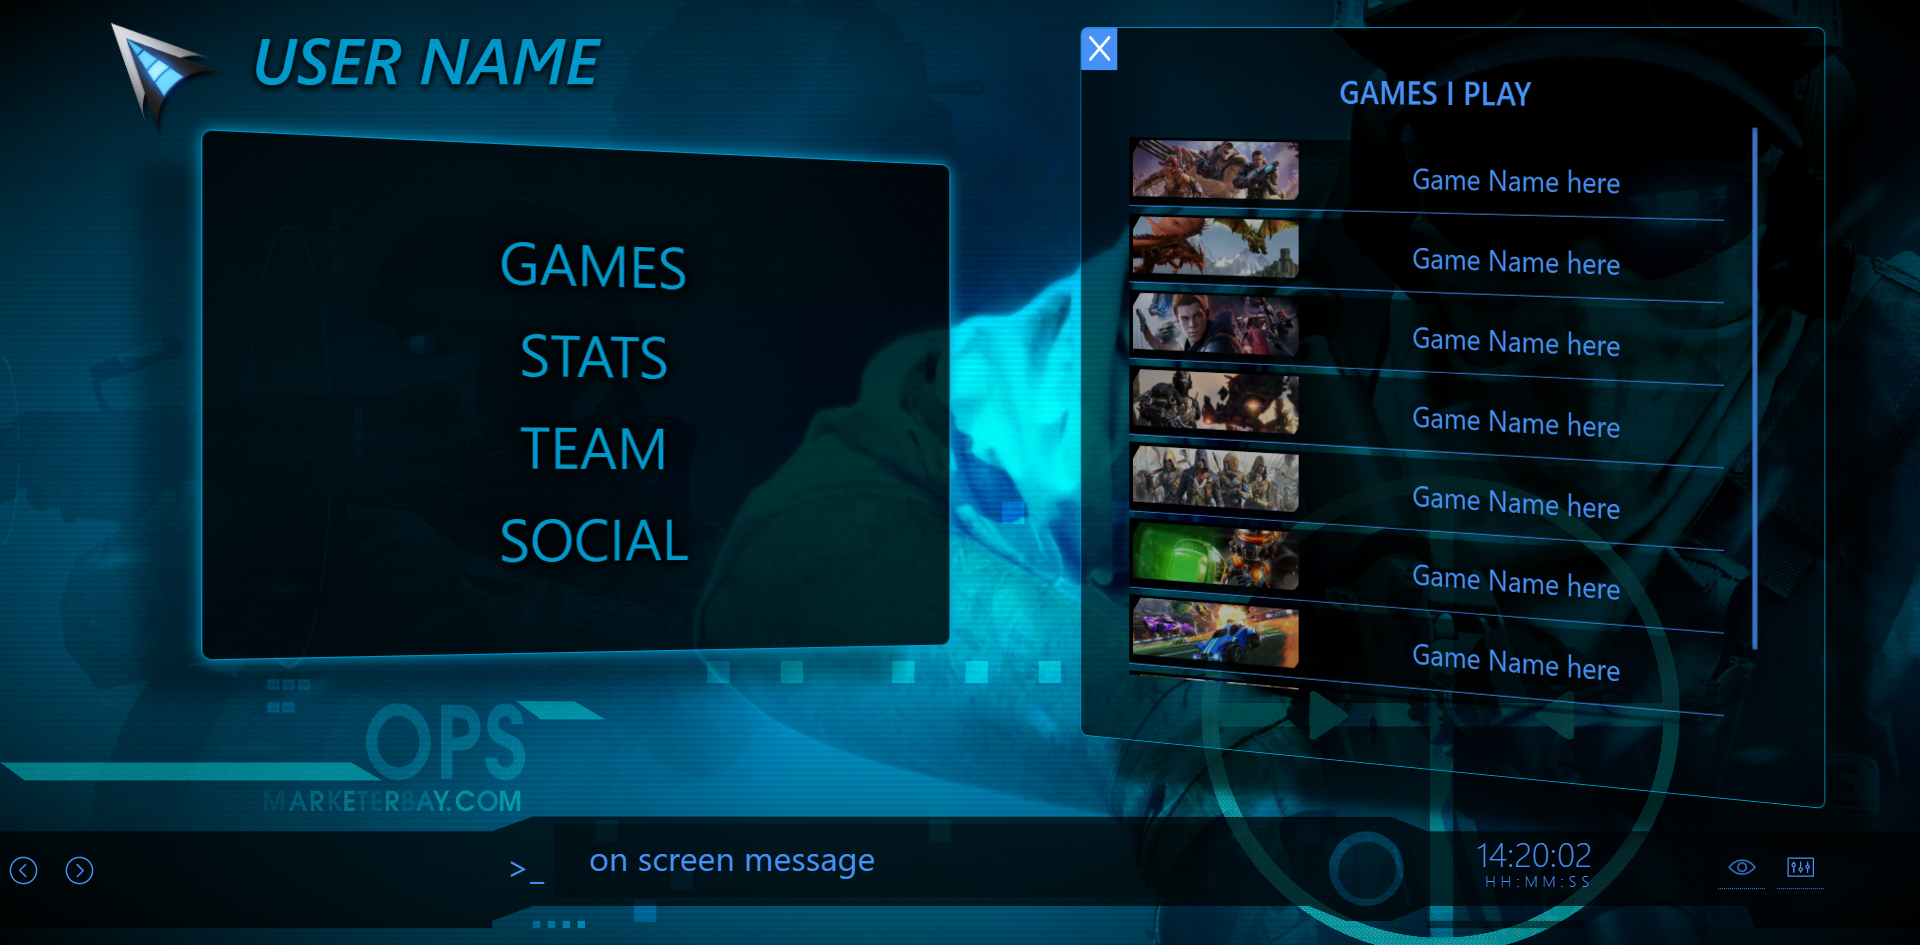 USER NAME
GAMES
STATS
TEAM
SOCIAL
GAMES I PLAY
Game Name here
Game Name here
Game Name here
Game Name here
Game Name here
Game Name here
Game Name here
OPS
MARKETERBAY.COM
>_ on screen message
14:20:02
HH:MM:SS